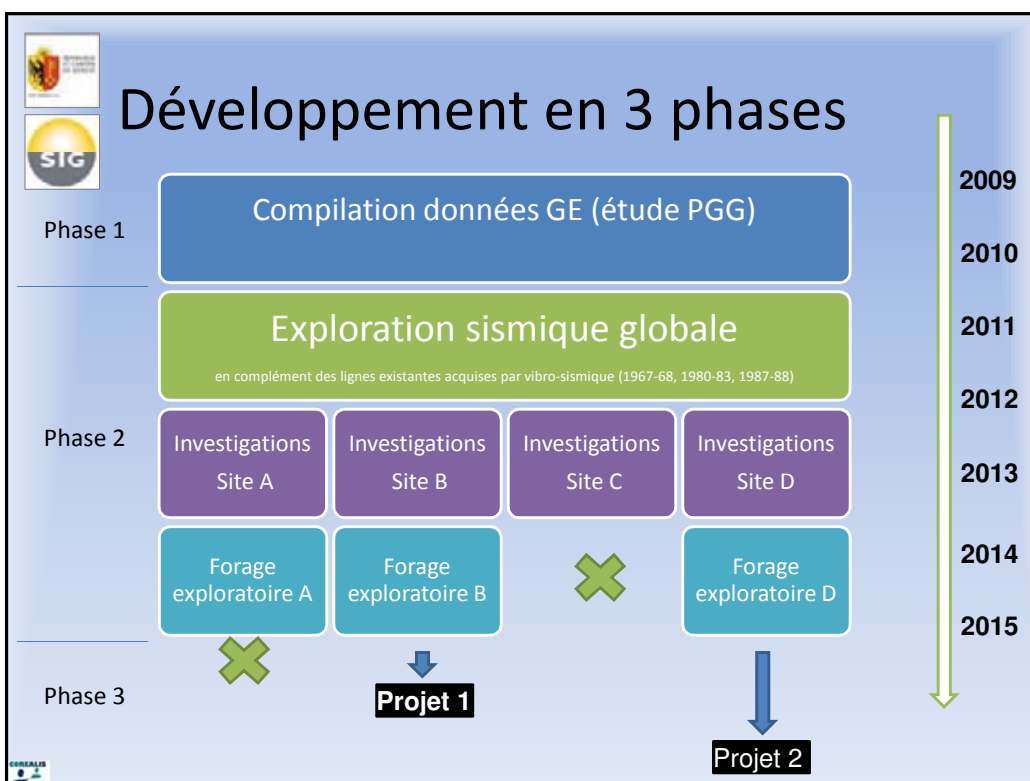 Développement en 3 phases
SIG
Phase 1
Compilation données GE (étude PGG)
2009
2010
Phase 2
Exploration sismique globale
en complément des lignes existantes acquises par vibro-sismique (1967-68, 1980-83, 1987-88)
2011
2012
Investigations
Site A
Investigations
Site B
Investigations
Site C
Investigations
Site D
2013
Forage
exploratoire A
Forage
exploratoire B
Forage
exploratoire D
2014
2015
Phase 3
Projet 1
Projet 2
COREALIS